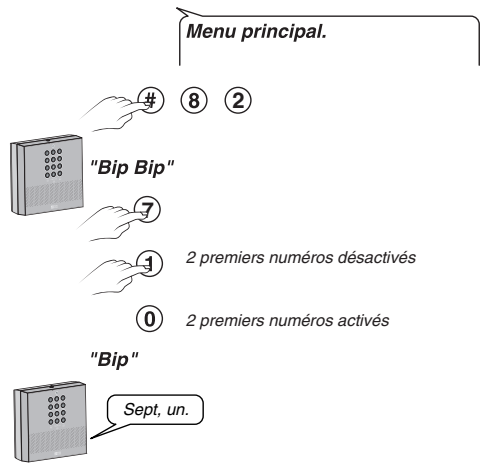 Menu principal.
# 8 2
"Bip Bip"
7
1 2 premiers numéros désactivés
0 2 premiers numéros activés
"Bip"
Sept, un.